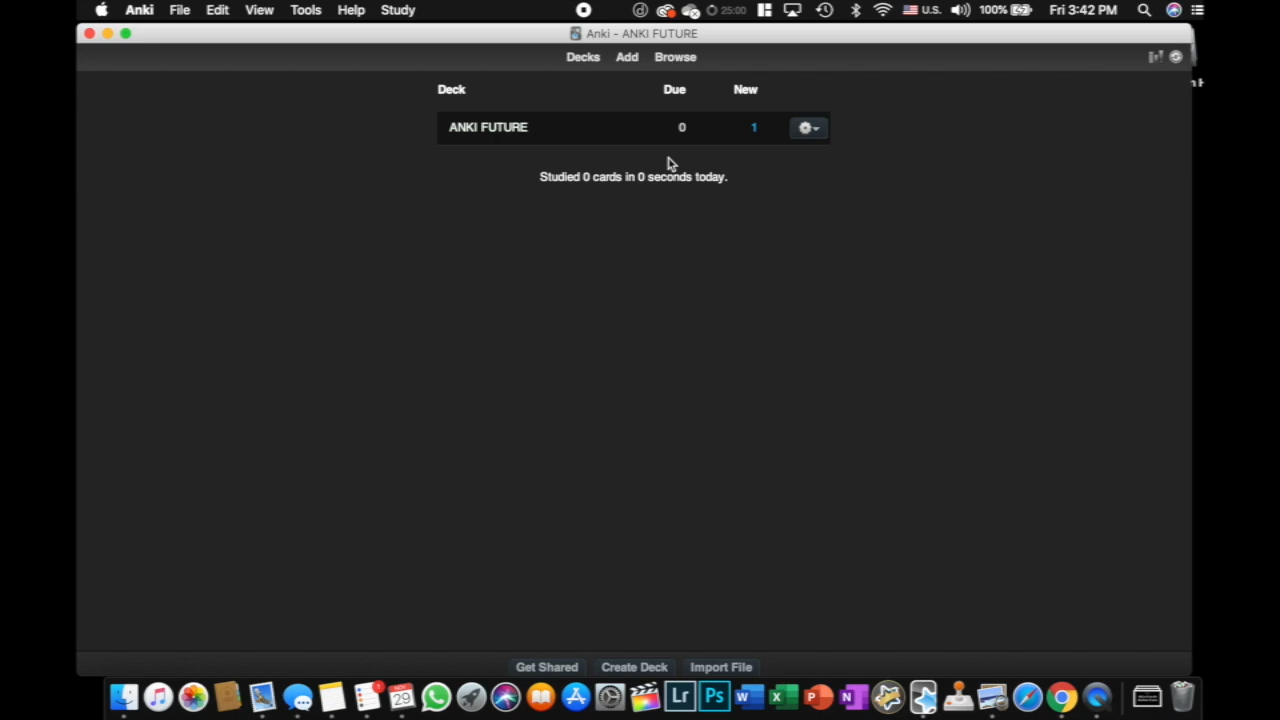 Anki File Edit View Tools Help Study 25:00 U.S. 100% Fri 3:42 PM
Anki - ANKI FUTURE
Decks Add Browse
Deck Due New
ANKI FUTURE 0 1
Studied 0 cards in 0 seconds today.
Get Shared Create Deck Import File
NOV 29 1 Lr Ps W X P N